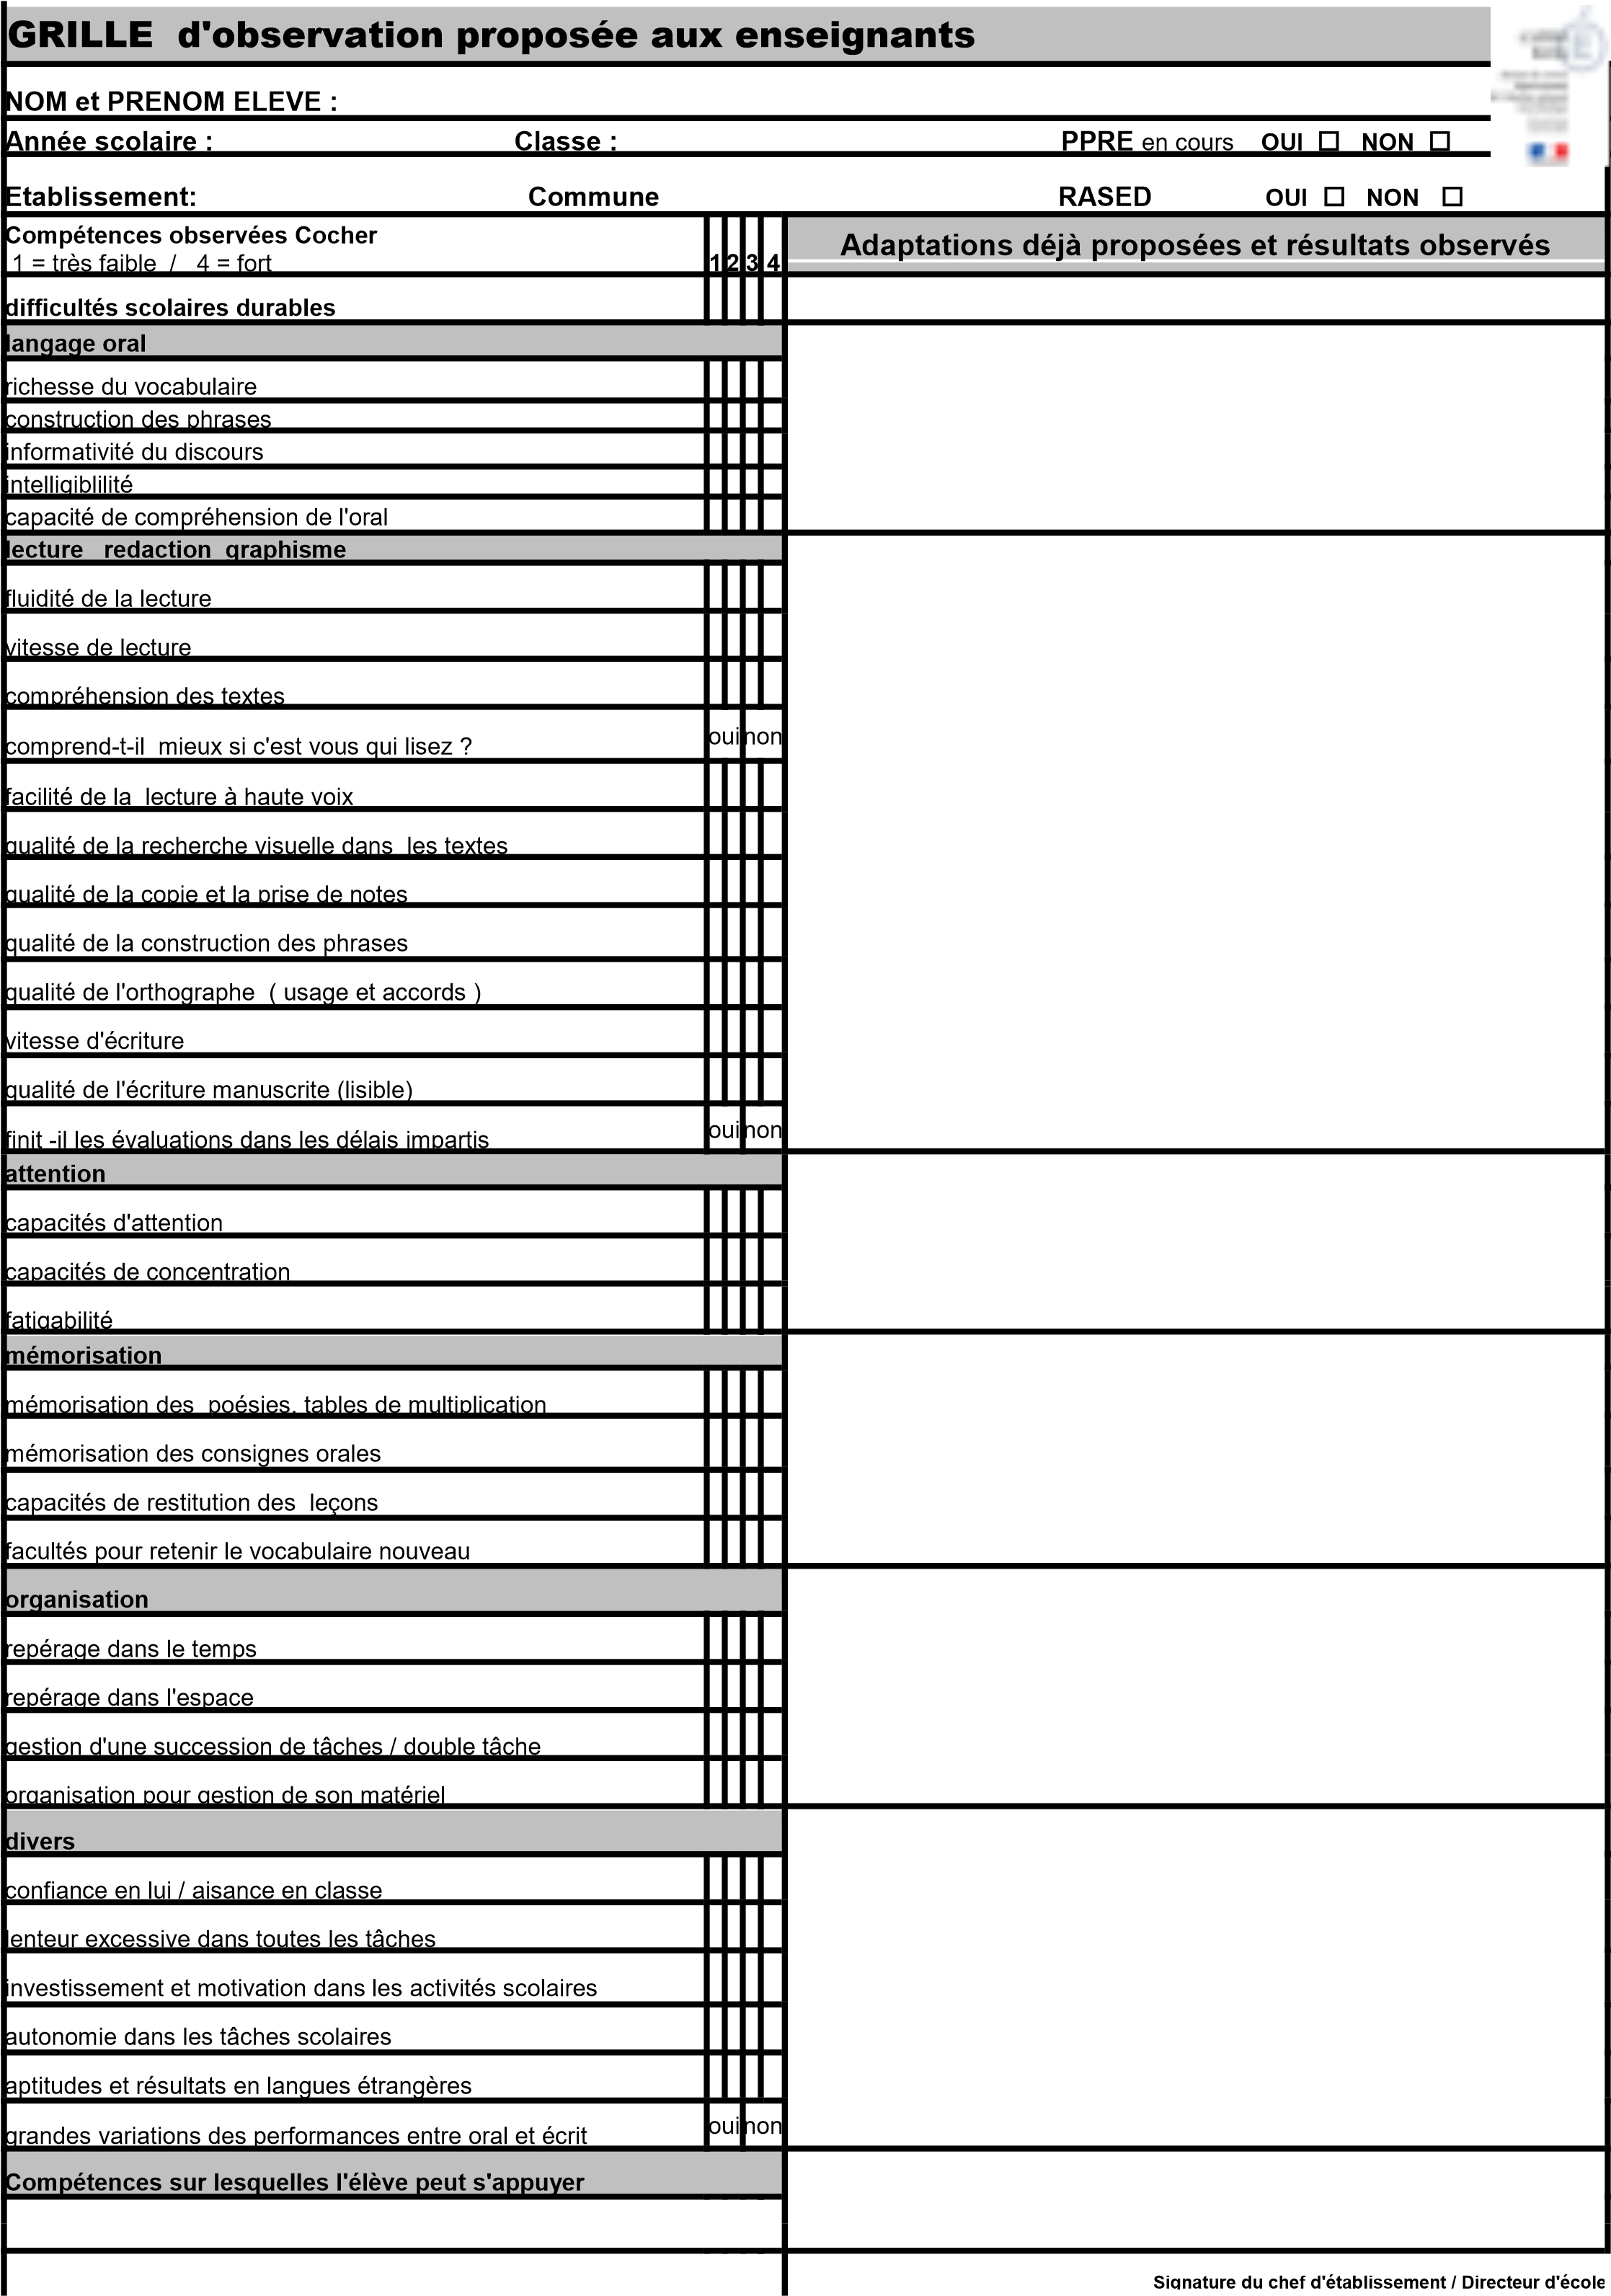 GRILLE d'observation proposée aux enseignants
NOM et PRENOM ELEVE :
Année scolaire : Classe : PPRE en cours OUI ☐ NON ☐
Etablissement: Commune RASED OUI ☐ NON ☐
Compétences observées Cocher
1 = très faible / 4 = fort 1 2 3 4 Adaptations déjà proposées et résultats observés
difficultés scolaires durables
langage oral
richesse du vocabulaire
construction des phrases
informativité du discours
intelligiblilité
capacité de compréhension de l'oral
lecture redaction graphisme
fluidité de la lecture
vitesse de lecture
compréhension des textes
comprend-t-il mieux si c'est vous qui lisez ? oui non
facilité de la lecture à haute voix
qualité de la recherche visuelle dans les textes
qualité de la copie et la prise de notes
qualité de la construction des phrases
qualité de l'orthographe ( usage et accords )
vitesse d'écriture
qualité de l'écriture manuscrite (lisible)
finit -il les évaluations dans les délais impartis oui non
attention
capacités d'attention
capacités de concentration
fatigabilité
mémorisation
mémorisation des poésies, tables de multiplication
mémorisation des consignes orales
capacités de restitution des leçons
facultés pour retenir le vocabulaire nouveau
organisation
repérage dans le temps
repérage dans l'espace
gestion d'une succession de tâches / double tâche
organisation pour gestion de son matériel
divers
confiance en lui / aisance en classe
lenteur excessive dans toutes les tâches
investissement et motivation dans les activités scolaires
autonomie dans les tâches scolaires
aptitudes et résultats en langues étrangères
grandes variations des performances entre oral et écrit oui non
Compétences sur lesquelles l'élève peut s'appuyer
Signature du chef d'établissement / Directeur d'école